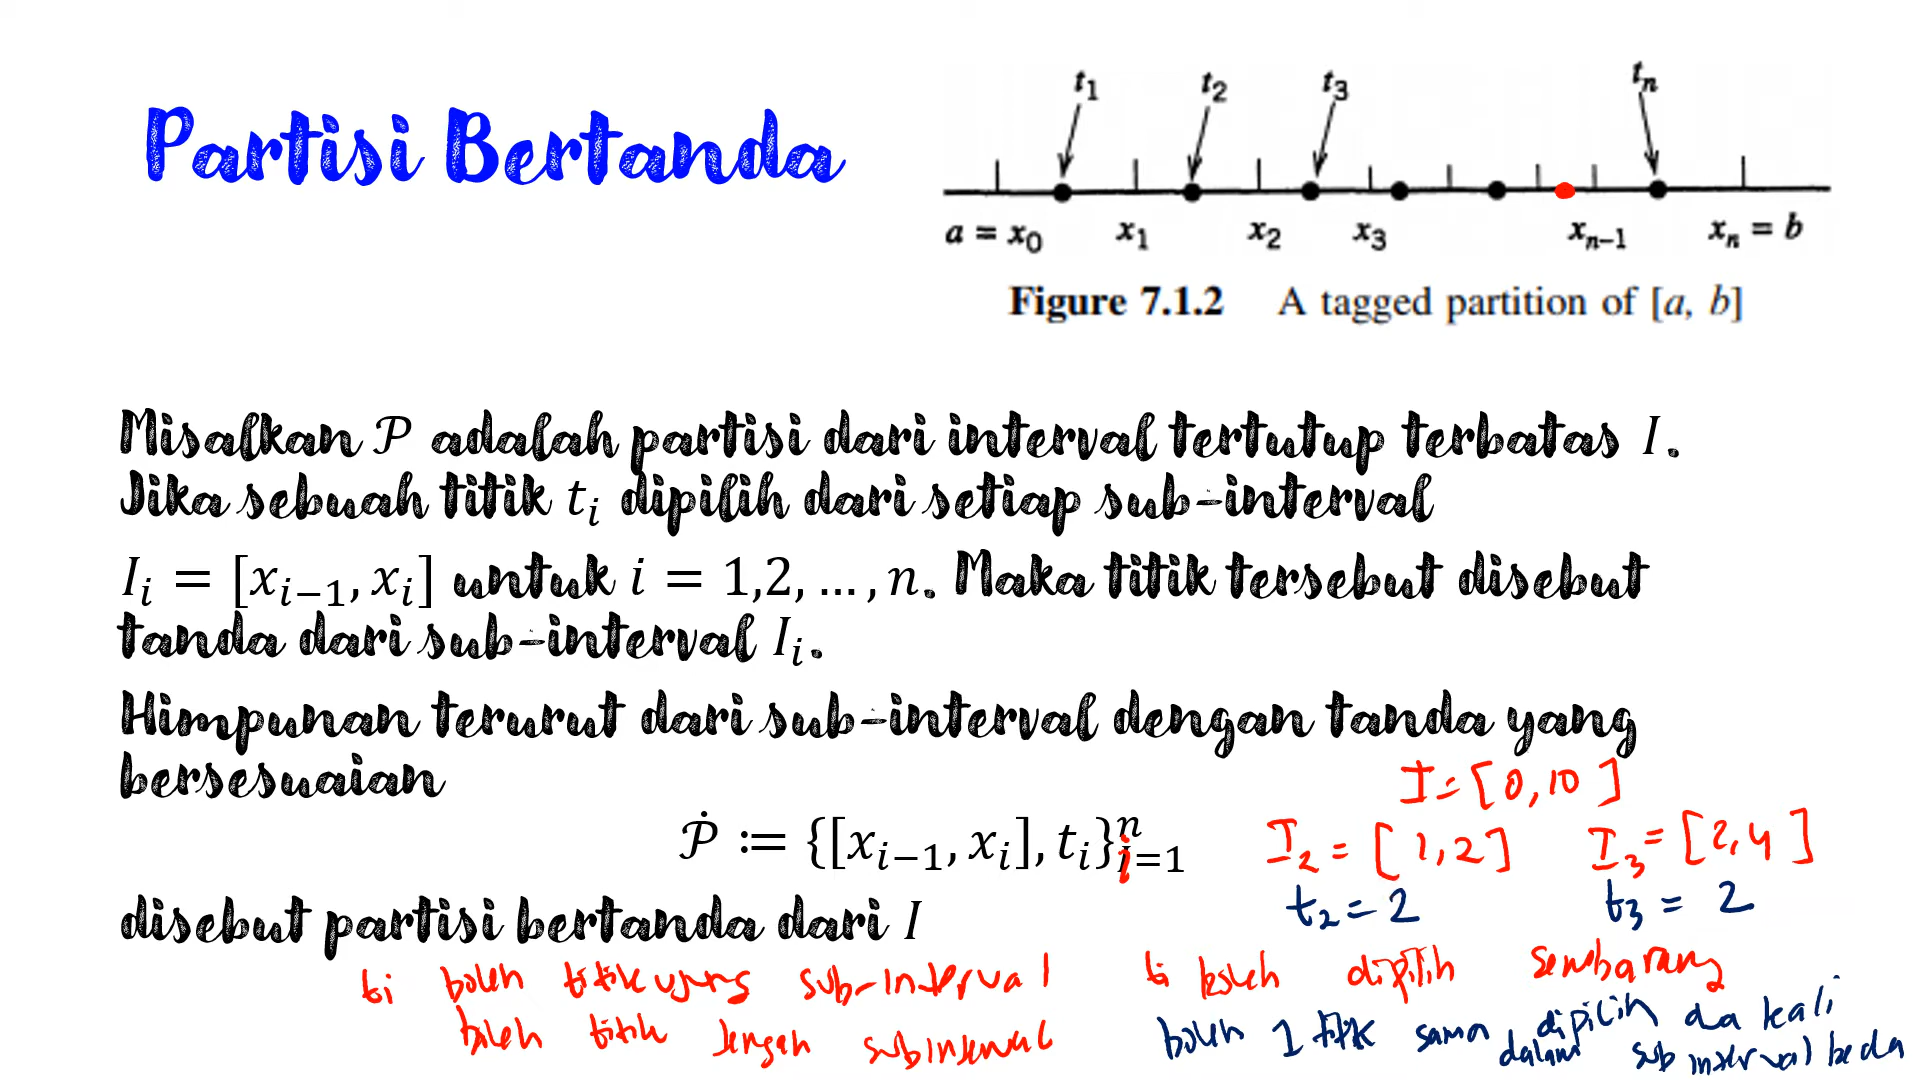 Partisi Bertanda
t₁ t₂ t₃ tₙ
a = x₀ x₁ x₂ x₃ xₙ₋₁ xₙ = b
Figure 7.1.2 A tagged partition of [a, b]
Misalkan 𝒫 adalah partisi dari interval tertutup terbatas I.
Jika sebuah titik tᵢ dipilih dari setiap sub-interval
Iᵢ = [xᵢ₋₁, xᵢ] untuk i = 1,2, … , n. Maka titik tersebut disebut
tanda dari sub-interval Iᵢ.
Himpunan terurut dari sub-interval dengan tanda yang
bersesuaian
I = [0,10]
𝒫̇ ≔ {[xᵢ₋₁, xᵢ], tᵢ}ⁿᵢ₌₁
I₂ = [1,2] I₃ = [2,4]
t₂ = 2 t₃ = 2
disebut partisi bertanda dari I
ti boleh titik ujung sub-interval
boleh titik tengah subinterval
ti boleh dipilih sembarang
boleh 1 titik sama dipilih da kali
dalam sub interval beda